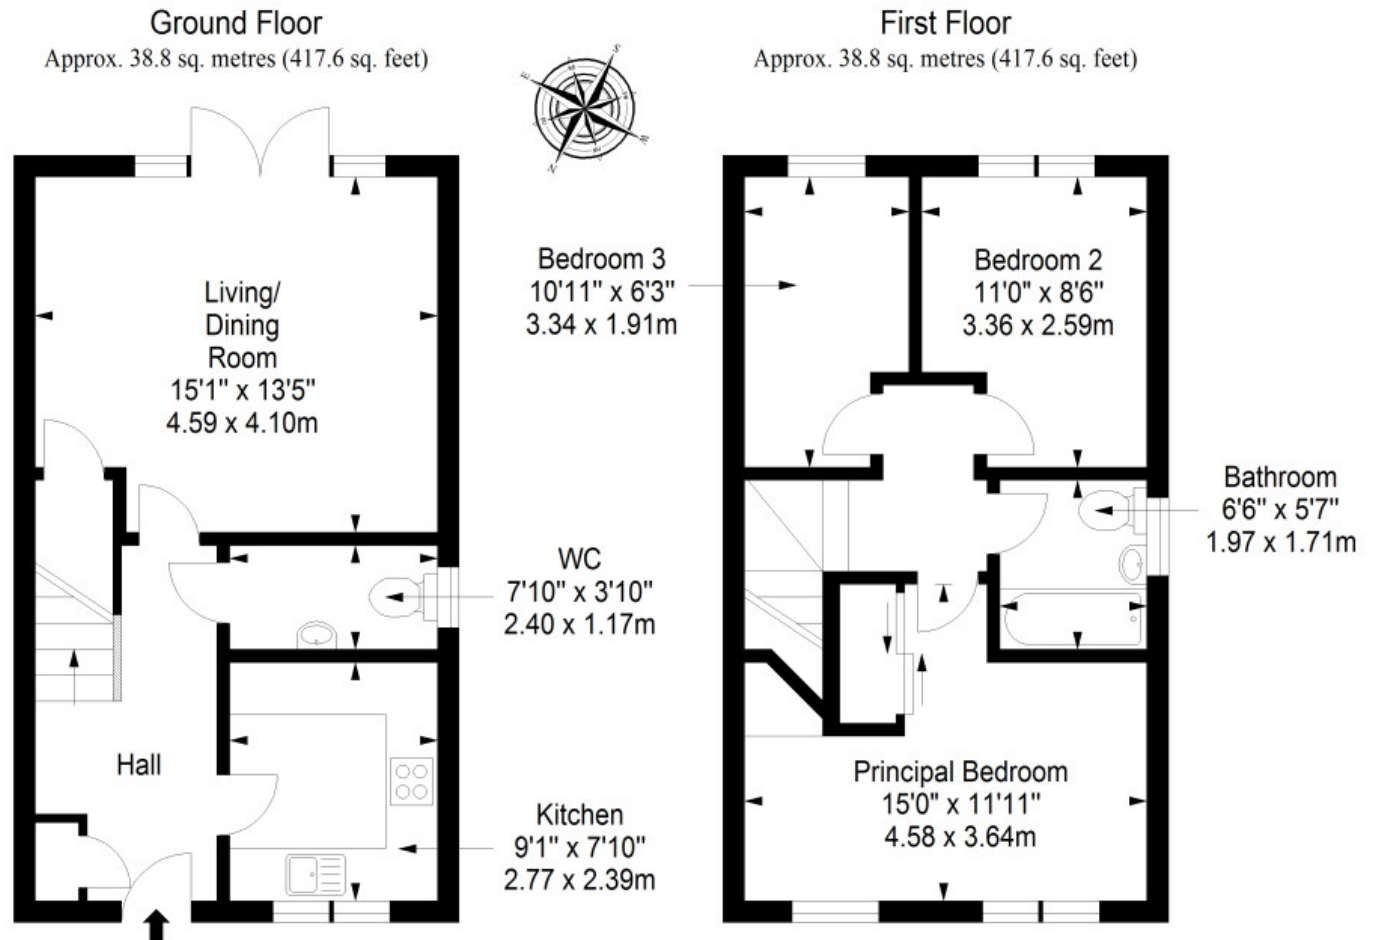 Ground Floor
Approx. 38.8 sq. metres (417.6 sq. feet)
First Floor
Approx. 38.8 sq. metres (417.6 sq. feet)
S
E
W
N
Living/
Dining
Room
15'1" x 13'5"
4.59 x 4.10m
Bedroom 3
10'11" x 6'3"
3.34 x 1.91m
Bedroom 2
11'0" x 8'6"
3.36 x 2.59m
Bathroom
6'6" x 5'7"
1.97 x 1.71m
WC
7'10" x 3'10"
2.40 x 1.17m
Hall
Kitchen
9'1" x 7'10"
2.77 x 2.39m
Principal Bedroom
15'0" x 11'11"
4.58 x 3.64m